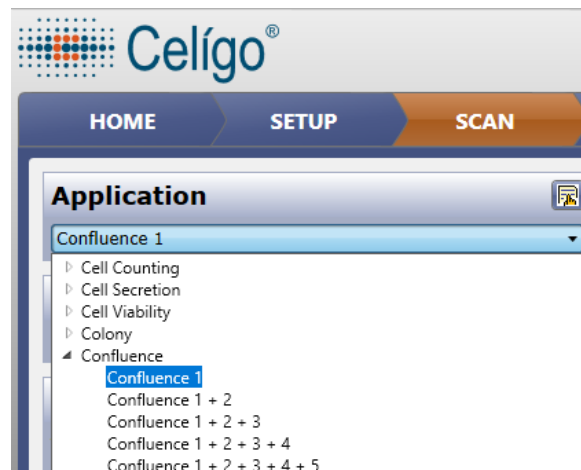 Celígo®
HOME SETUP SCAN
Application
Confluence 1
Cell Counting
Cell Secretion
Cell Viability
Colony
Confluence
Confluence 1
Confluence 1 + 2
Confluence 1 + 2 + 3
Confluence 1 + 2 + 3 + 4
Confluence 1 + 2 + 3 + 4 + 5